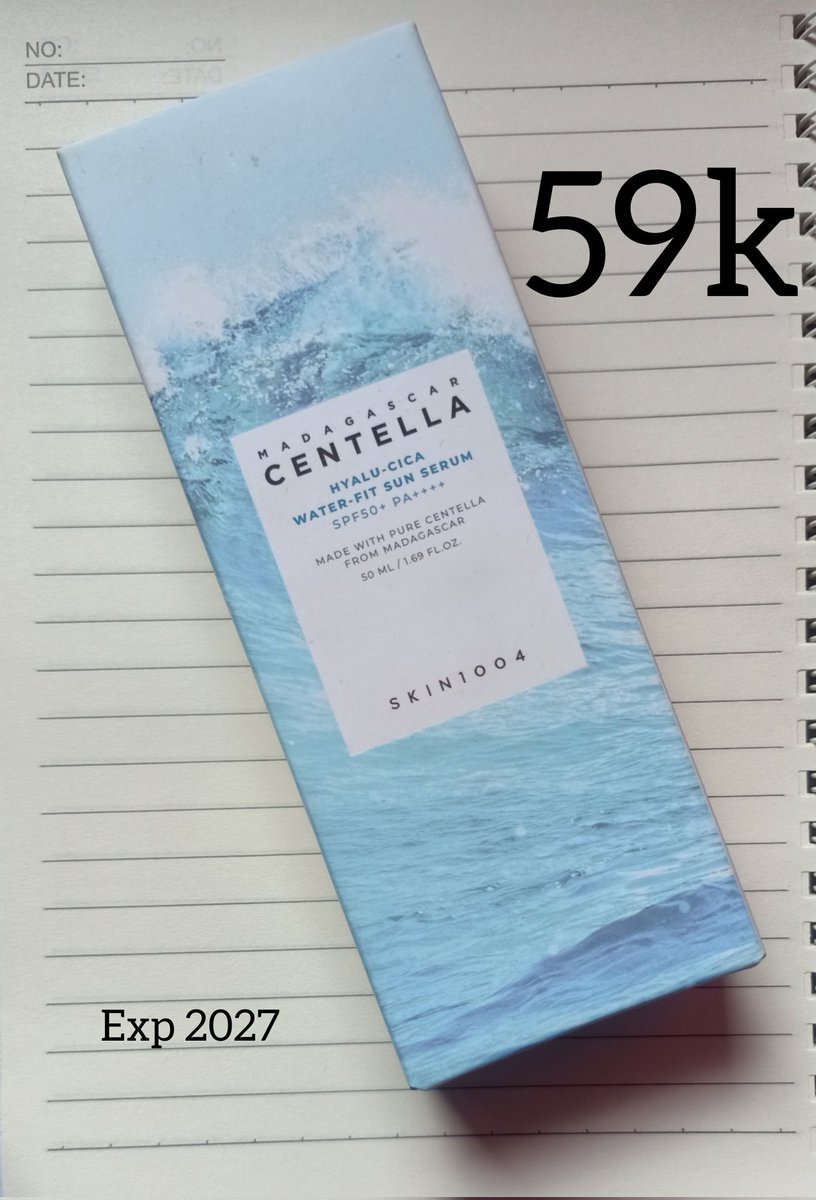 NO:
DATE:
59k
MADAGASCAR
CENTELLA
HYALU-CICA
WATER-FIT SUN SERUM
SPF50+ PA++++
MADE WITH PURE CENTELLA
FROM MADAGASCAR
50 ML / 1.69 FL.OZ.
SKIN1004
Exp 2027